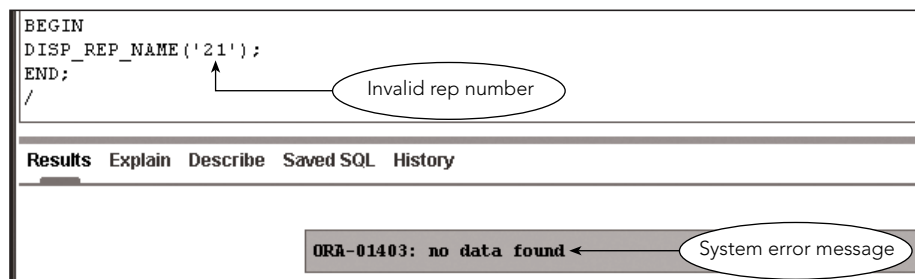 BEGIN
DISP_REP_NAME('21');
END;
/
Invalid rep number
Results Explain Describe Saved SQL History
ORA-01403: no data found
System error message